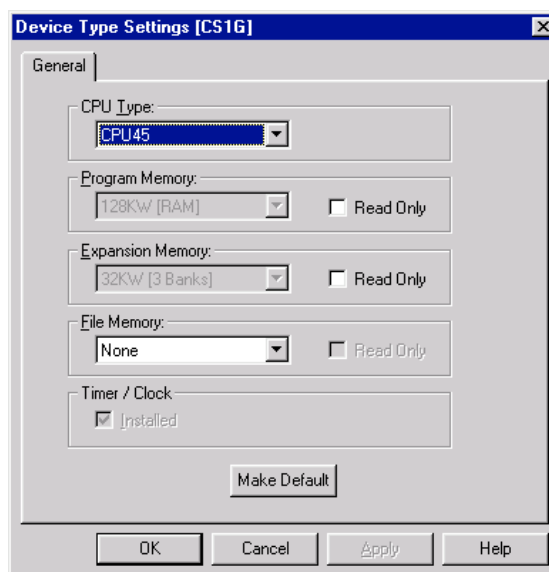 Device Type Settings [CS1G]
General
CPU Type:
CPU45
Program Memory:
128KW [RAM] Read Only
Expansion Memory:
32KW [3 Banks] Read Only
File Memory:
None Read Only
Timer / Clock
Installed
Make Default
OK Cancel Apply Help